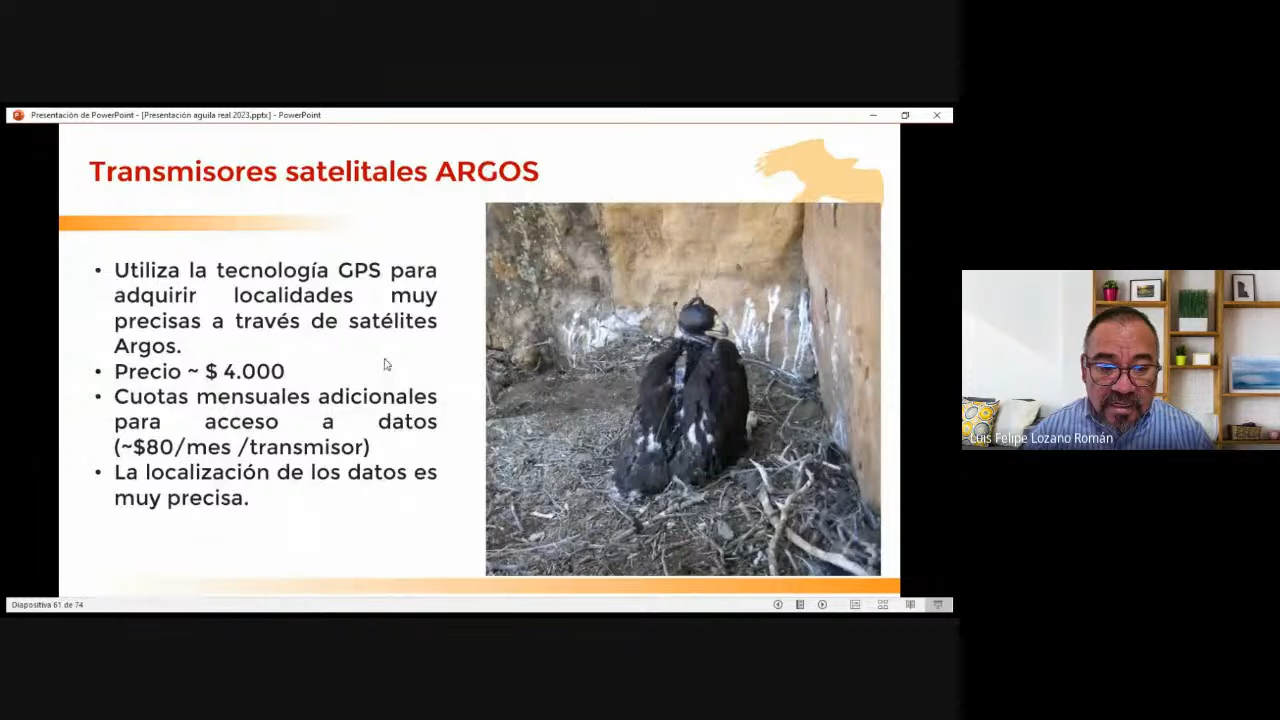 Presentación de PowerPoint - [Presentación aguila real 2023.pptx] - PowerPoint
Transmisores satelitales ARGOS
• Utiliza la tecnología GPS para
adquirir localidades muy
precisas a través de satélites
Argos.
• Precio ~ $ 4.000
• Cuotas mensuales adicionales
para acceso a datos
(~$80/mes /transmisor)
• La localización de los datos es
muy precisa.
Diapositiva 61 de 74
Luis Felipe Lozano Román